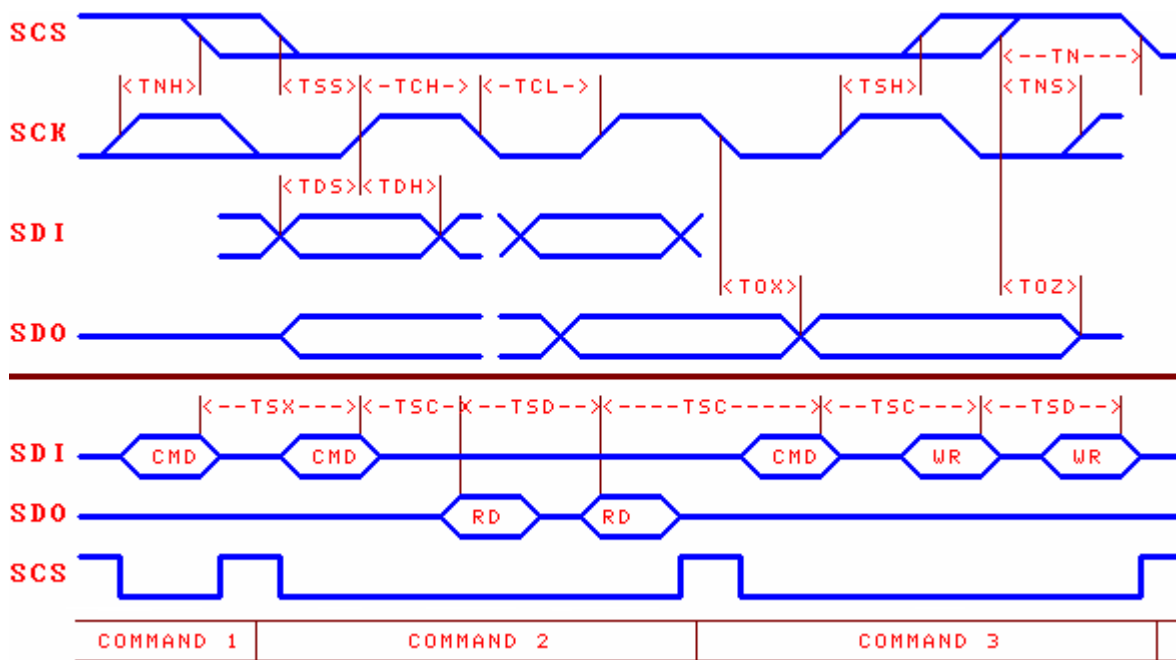 SCS
<--TN--->
<TNH> <TSS> <-TCH-> <-TCL-> <TSH> <TNS>
SCK
<TDS> <TDH>
SDI
<TOX> <TOZ>
SDO
<--TSX---> <-TSC-X--TSD--> <----TSC-----> <--TSC---> <--TSD-->
SDI CMD CMD CMD WR WR
SDO RD RD
SCS
COMMAND 1 COMMAND 2 COMMAND 3